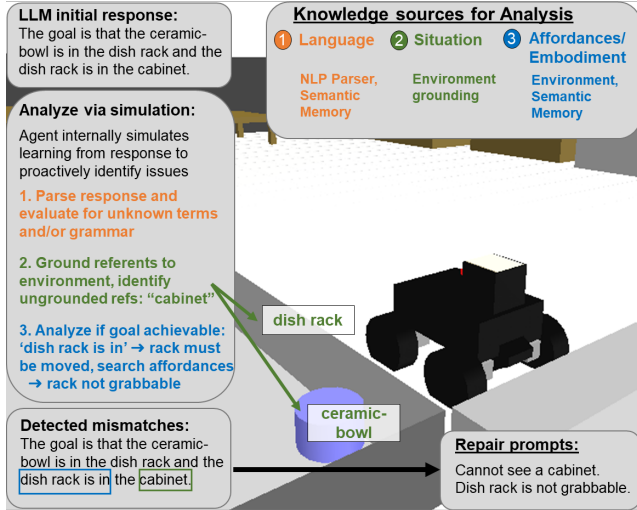 LLM initial response:
The goal is that the ceramic-
bowl is in the dish rack and the
dish rack is in the cabinet.
Knowledge sources for Analysis
1 Language
NLP Parser,
Semantic
Memory
2 Situation
Environment
grounding
3 Affordances/
Embodiment
Environment,
Semantic
Memory
Analyze via simulation:
Agent internally simulates
learning from response to
proactively identify issues
1. Parse response and
evaluate for unknown terms
and/or grammar
2. Ground referents to
environment, identify
ungrounded refs: “cabinet”
3. Analyze if goal achievable:
‘dish rack is in’ → rack must
be moved, search affordances
→ rack not grabbable
dish rack
ceramic-
bowl
Detected mismatches:
The goal is that the ceramic-
bowl is in the dish rack and the
dish rack is in the cabinet.
Repair prompts:
Cannot see a cabinet.
Dish rack is not grabbable.